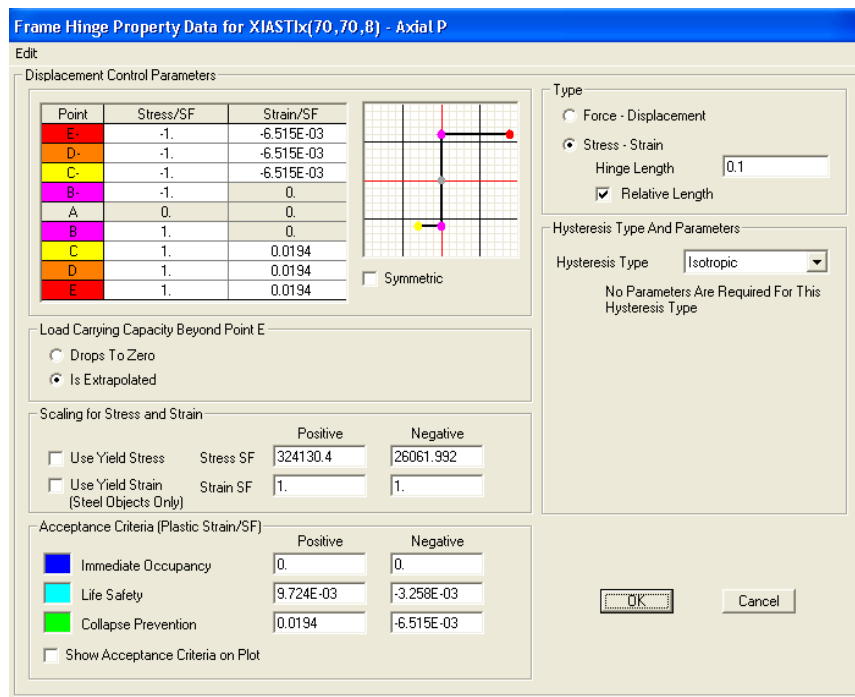 Frame Hinge Property Data for XIASTIx(70,70,8) - Axial P
Edit
Displacement Control Parameters
Point Stress/SF Strain/SF
E- -1. -6.515E-03
D- -1. -6.515E-03
C- -1. -6.515E-03
B- -1. 0.
A 0. 0.
B 1. 0.
C 1. 0.0194
D 1. 0.0194
E 1. 0.0194
Symmetric
Load Carrying Capacity Beyond Point E
Drops To Zero
Is Extrapolated
Scaling for Stress and Strain
Positive Negative
Use Yield Stress Stress SF 324130.4 26061.992
Use Yield Strain Strain SF 1. 1.
(Steel Objects Only)
Acceptance Criteria (Plastic Strain/SF)
Positive Negative
Immediate Occupancy 0. 0.
Life Safety 9.724E-03 -3.258E-03
Collapse Prevention 0.0194 -6.515E-03
Show Acceptance Criteria on Plot
Type
Force - Displacement
Stress - Strain
Hinge Length 0.1
Relative Length
Hysteresis Type And Parameters
Hysteresis Type Isotropic
No Parameters Are Required For This
Hysteresis Type
OK Cancel